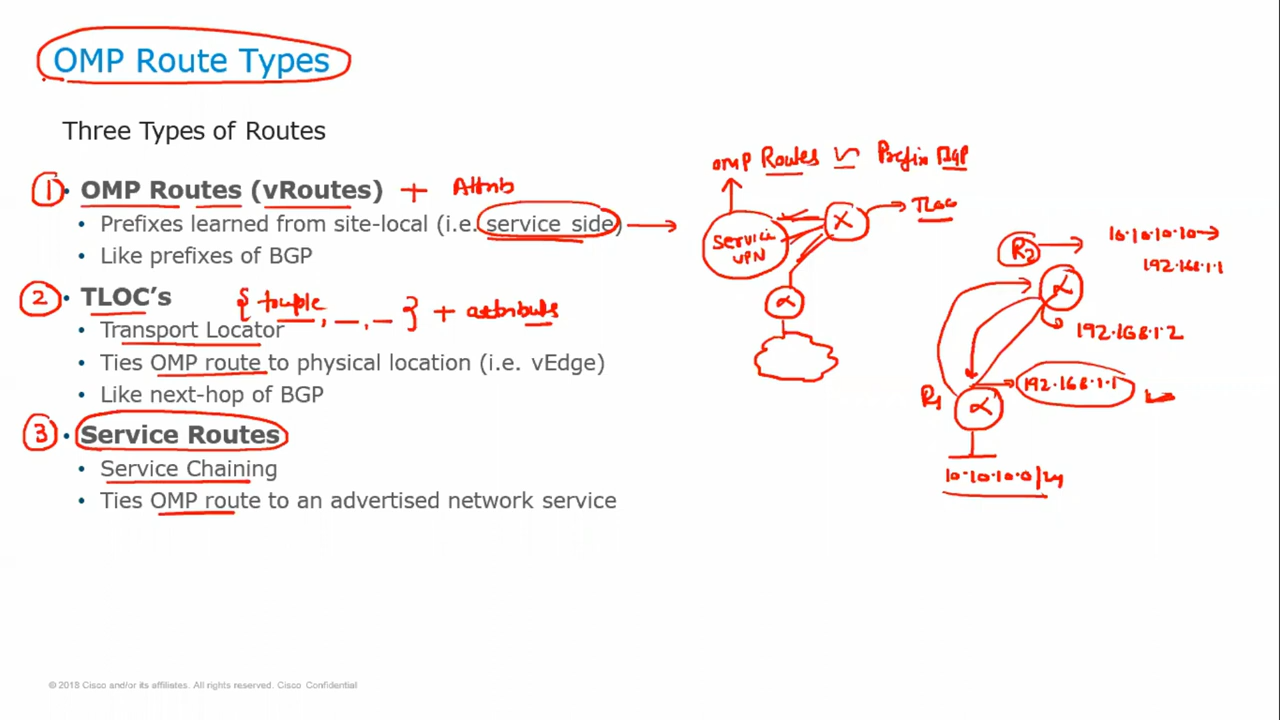 OMP Route Types
Three Types of Routes
① • OMP Routes (vRoutes) + Attrib
• Prefixes learned from site-local (i.e. service side)
• Like prefixes of BGP
② • TLOC's
{ touple, _, _ } + attributs
• Transport Locator
• Ties OMP route to physical location (i.e. vEdge)
• Like next-hop of BGP
③ • Service Routes
• Service Chaining
• Ties OMP route to an advertised network service
OMP Routes Prefix BGP
TLOC
Service
VPN
X
R2
10.10.10.10
192.168.1.1
192.168.1.2
192.168.1.1
R1
10.10.10.0/24
© 2018 Cisco and/or its affiliates. All rights reserved. Cisco Confidential